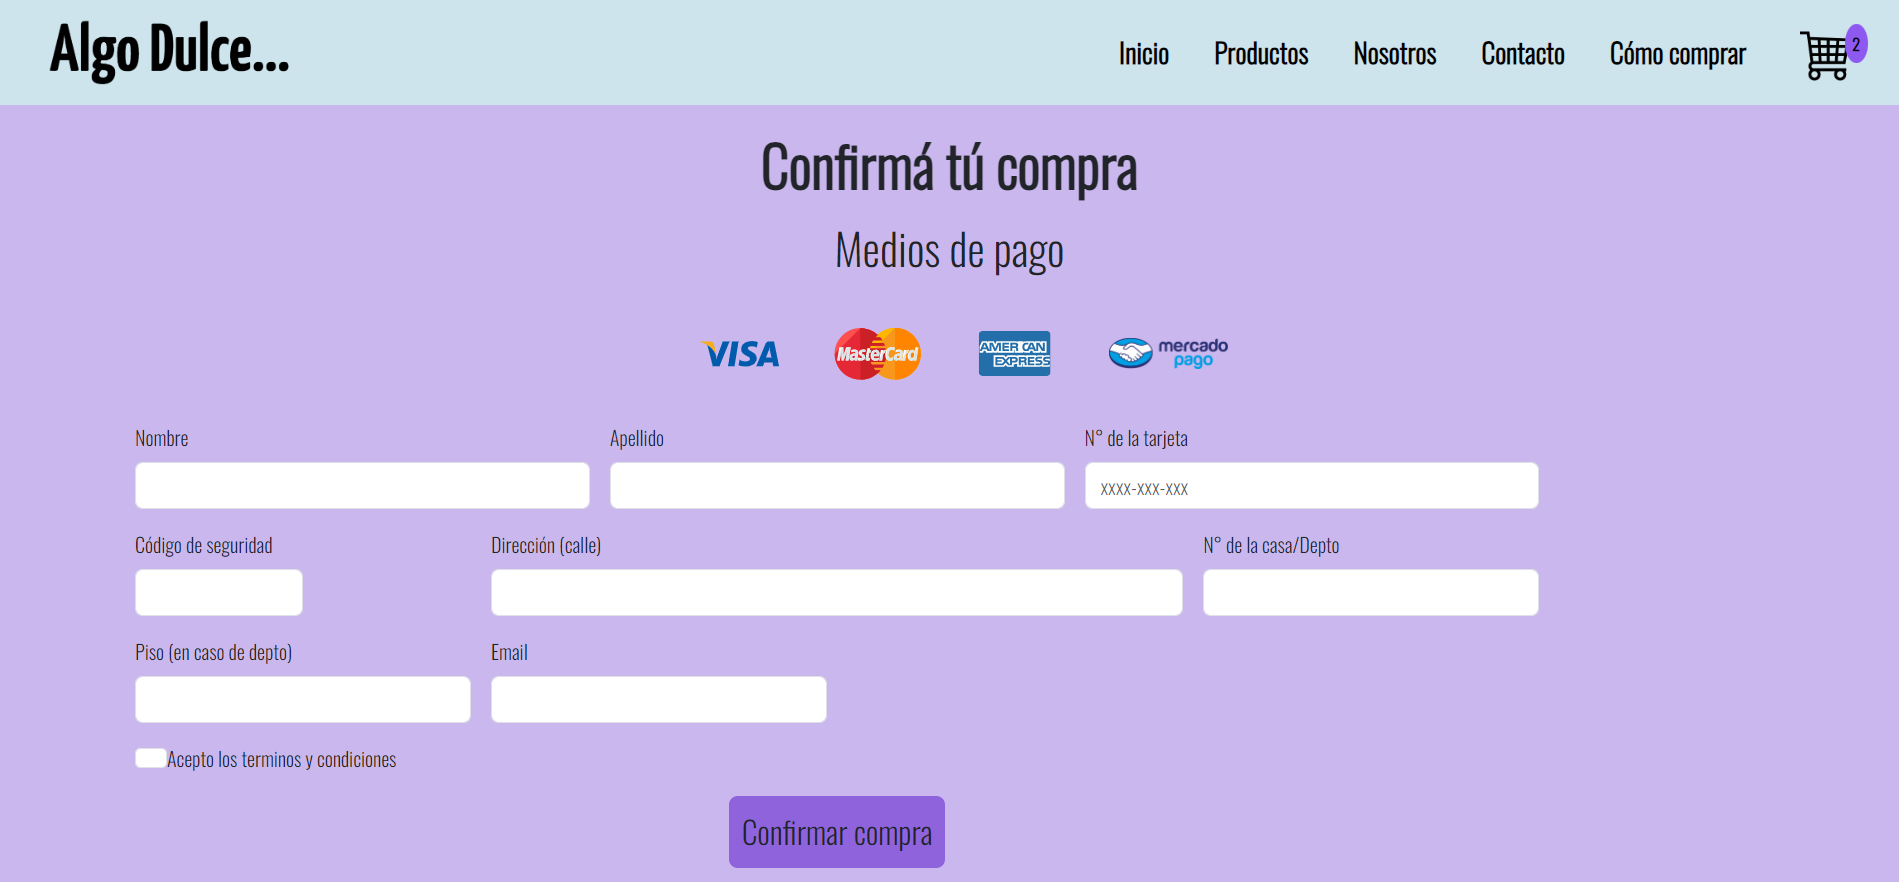 Algo Dulce...
Inicio Productos Nosotros Contacto Cómo comprar 2
Confirmá tú compra
Medios de pago
VISA MasterCard AMER CAN EXPRESS mercado pago
Nombre Apellido N° de la tarjeta
xxxx-xxx-xxx
Código de seguridad Dirección (calle) N° de la casa/Depto
Piso (en caso de depto) Email
Acepto los terminos y condiciones
Confirmar compra